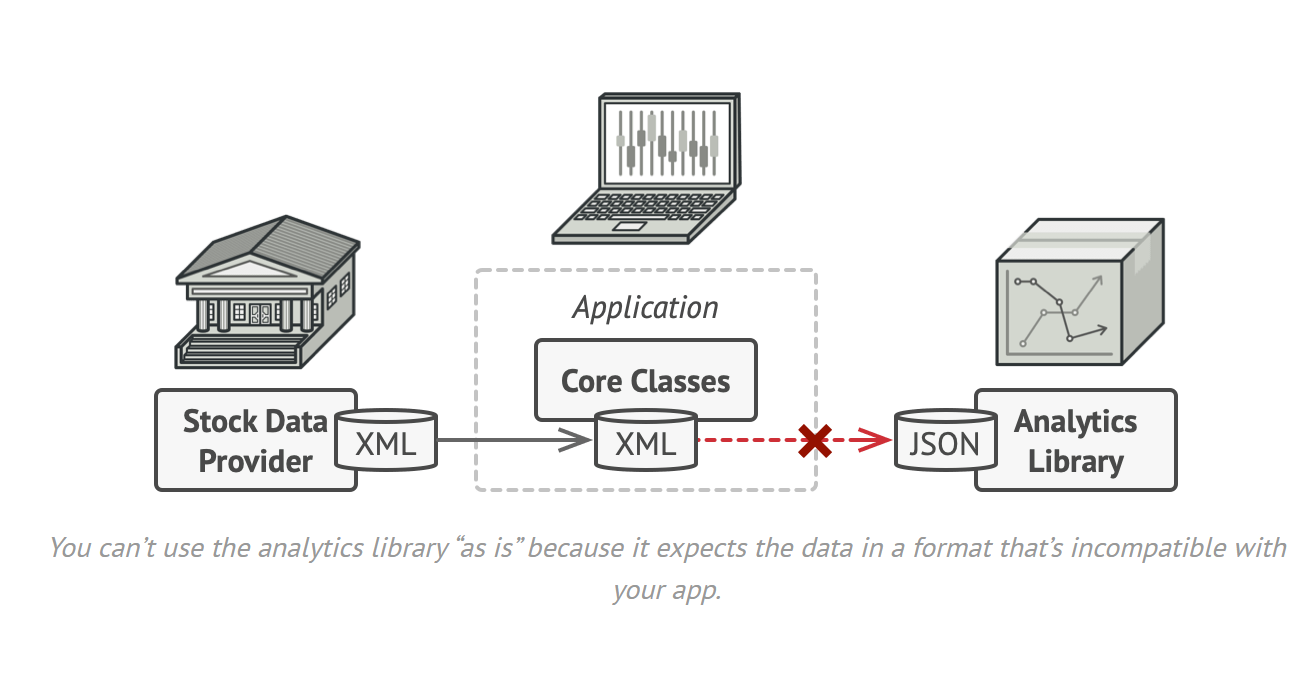 Application
Core Classes
Stock Data
Provider
XML
XML
JSON
Analytics
Library
You can’t use the analytics library “as is” because it expects the data in a format that’s incompatible with
your app.